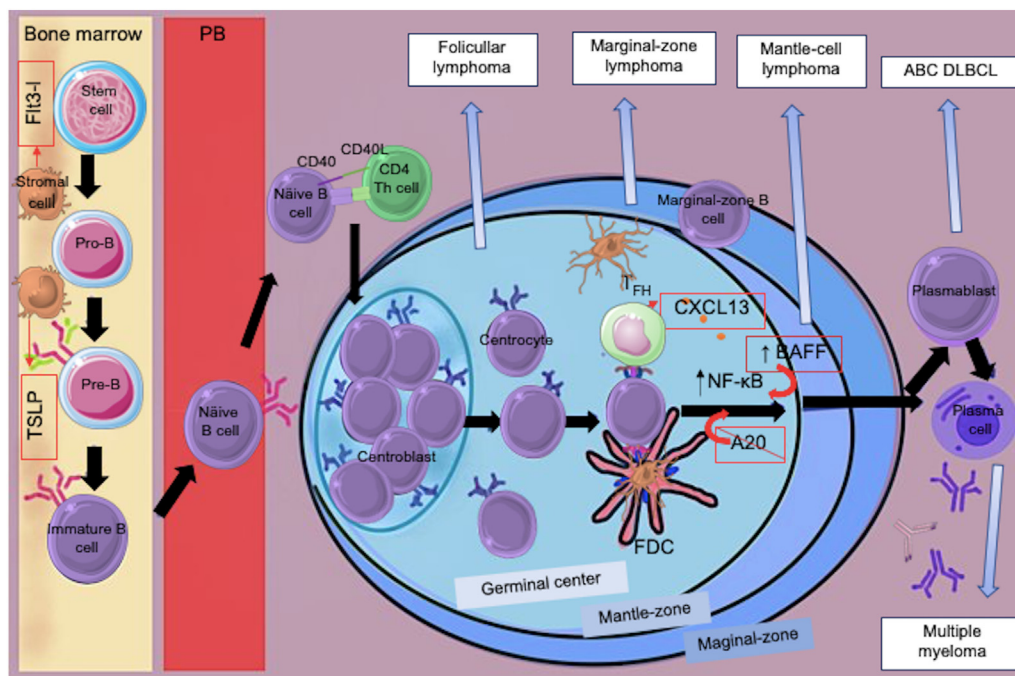 Bone marrow
PB
Flt3-l
Stem
cell
Stromal cell
Pro-B
TSLP
Pre-B
Immature B
cell
Näive
B cell
CD40
CD40L
Näive B
cell
CD4
Th cell
Folicullar
lymphoma
Marginal-zone
lymphoma
Mantle-cell
lymphoma
ABC DLBCL
Marginal-zone B
cell
Centroblast
Centrocyte
TFH
CXCL13
↑ BAFF
↑ NF-κB
A20
FDC
Germinal center
Mantle-zone
Maginal-zone
Plasmablast
Plasma
cell
Multiple
myeloma